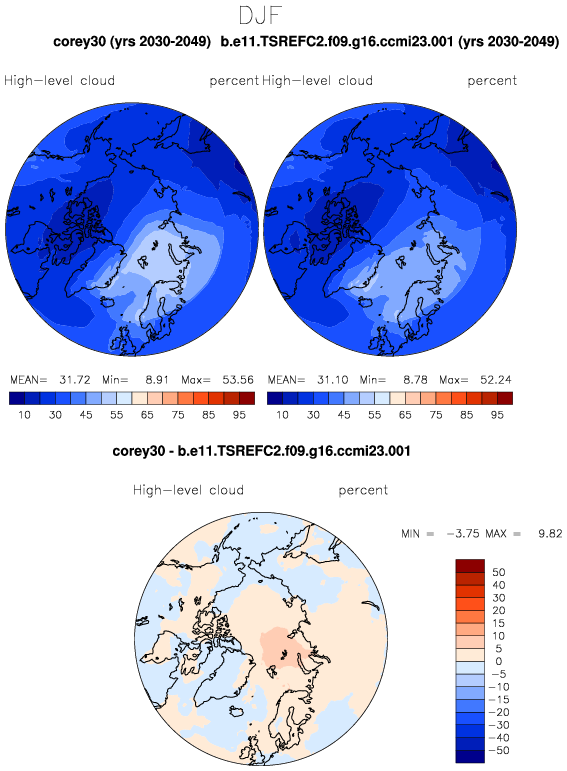 DJF
corey30 (yrs 2030-2049) b.e11.TSREFC2.f09.g16.ccmi23.001 (yrs 2030-2049)
High-level cloud percent High-level cloud percent
MEAN= 31.72 Min= 8.91 Max= 53.56 MEAN= 31.10 Min= 8.78 Max= 52.24
10 30 45 55 65 75 85 95 10 30 45 55 65 75 85 95
corey30 - b.e11.TSREFC2.f09.g16.ccmi23.001
High-level cloud percent
MIN = -3.75 MAX = 9.82
50
40
30
20
15
10
5
0
-5
-10
-15
-20
-30
-40
-50